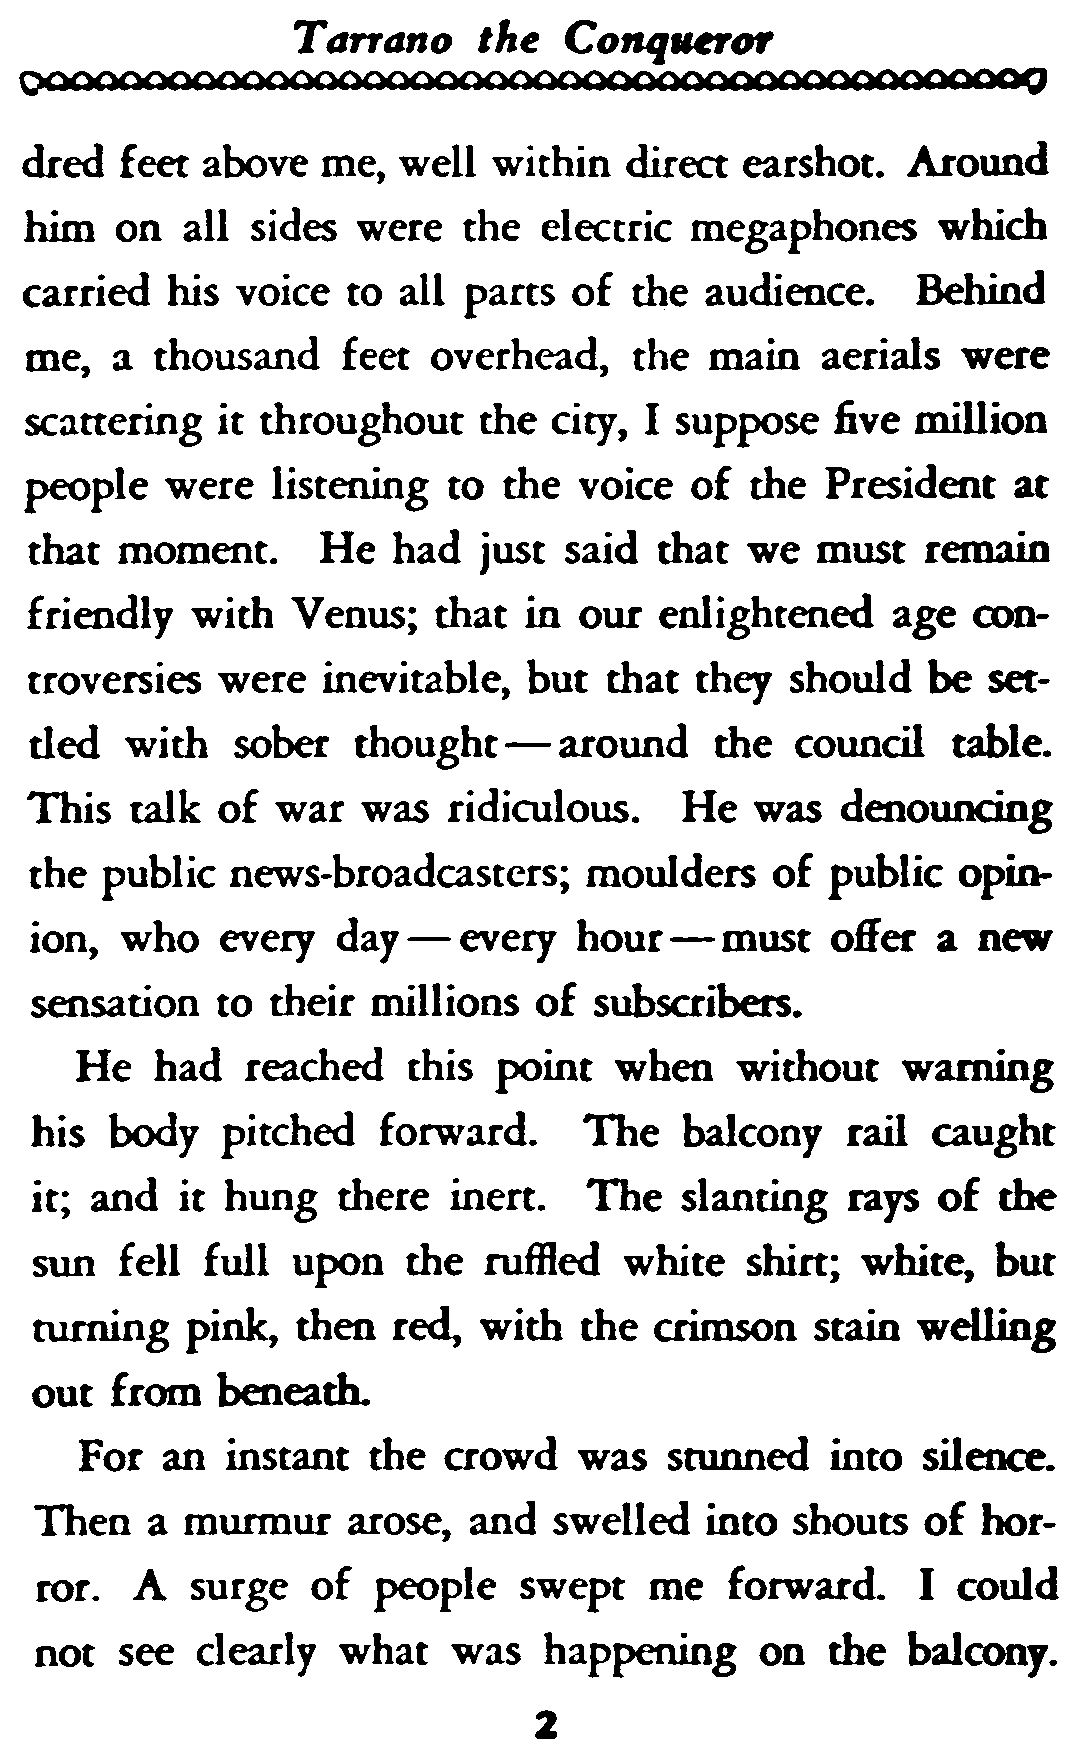 Tarrano the Conqueror
dred feet above me, well within direct earshot. Around
him on all sides were the electric megaphones which
carried his voice to all parts of the audience. Behind
me, a thousand feet overhead, the main aerials were
scattering it throughout the city, I suppose five million
people were listening to the voice of the President at
that moment. He had just said that we must remain
friendly with Venus; that in our enlightened age con-
troversies were inevitable, but that they should be set-
tled with sober thought—around the council table.
This talk of war was ridiculous. He was denouncing
the public news-broadcasters; moulders of public opin-
ion, who every day—every hour—must offer a new
sensation to their millions of subscribers.
He had reached this point when without warning
his body pitched forward. The balcony rail caught
it; and it hung there inert. The slanting rays of the
sun fell full upon the ruffled white shirt; white, but
turning pink, then red, with the crimson stain welling
out from beneath.
For an instant the crowd was stunned into silence.
Then a murmur arose, and swelled into shouts of hor-
ror. A surge of people swept me forward. I could
not see clearly what was happening on the balcony.
2